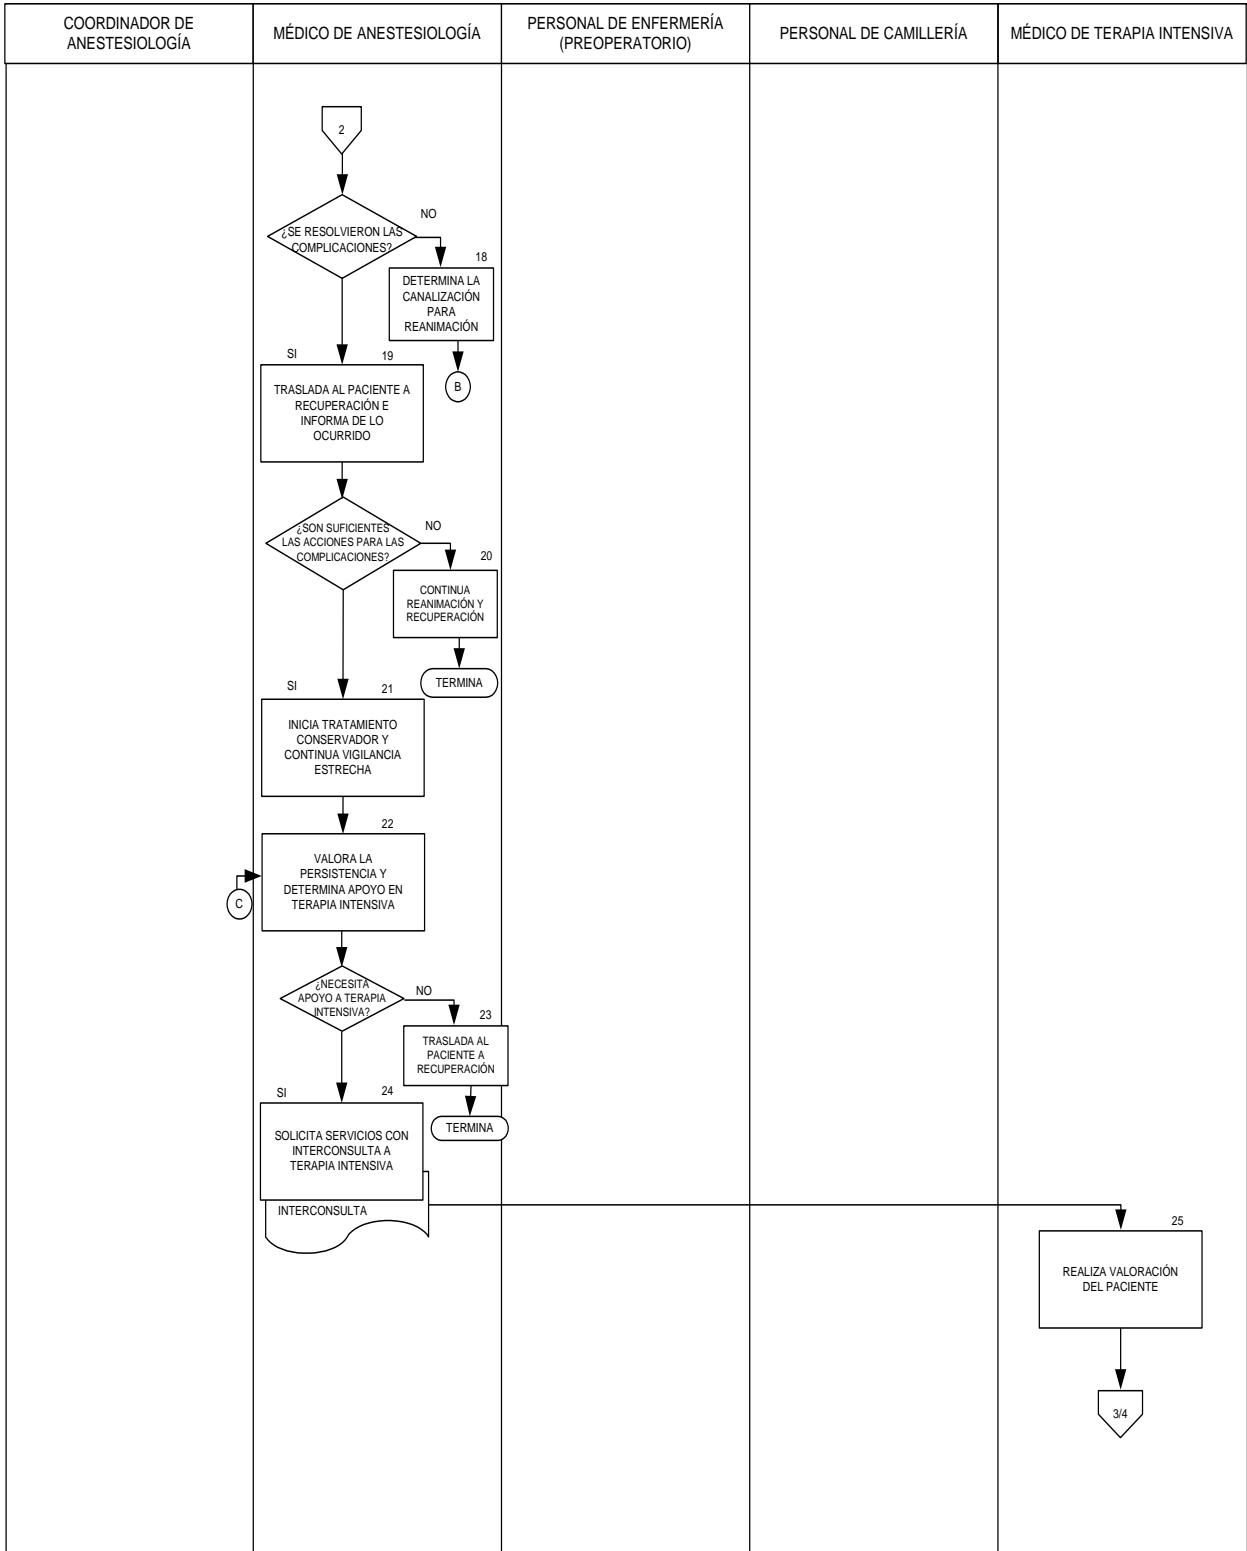 COORDINADOR DE
ANESTESIOLOGÍA
MÉDICO DE ANESTESIOLOGÍA
PERSONAL DE ENFERMERÍA
(PREOPERATORIO)
PERSONAL DE CAMILLERÍA
MÉDICO DE TERAPIA INTENSIVA
2
¿SE RESOLVIERON LAS
COMPLICACIONES?
NO
18
DETERMINA LA
CANALIZACIÓN
PARA
REANIMACIÓN
B
SI
19
TRASLADA AL PACIENTE A
RECUPERACIÓN E
INFORMA DE LO
OCURRIDO
¿SON SUFICIENTES
LAS ACCIONES PARA LAS
COMPLICACIONES?
NO
20
CONTINUA
REANIMACIÓN Y
RECUPERACIÓN
TERMINA
SI
21
INICIA TRATAMIENTO
CONSERVADOR Y
CONTINUA VIGILANCIA
ESTRECHA
22
VALORA LA
PERSISTENCIA Y
DETERMINA APOYO EN
TERAPIA INTENSIVA
C
¿NECESITA
APOYO A TERAPIA
INTENSIVA?
NO
23
TRASLADA AL
PACIENTE A
RECUPERACIÓN
TERMINA
SI
24
SOLICITA SERVICIOS CON
INTERCONSULTA A
TERAPIA INTENSIVA
INTERCONSULTA
25
REALIZA VALORACIÓN
DEL PACIENTE
3/4